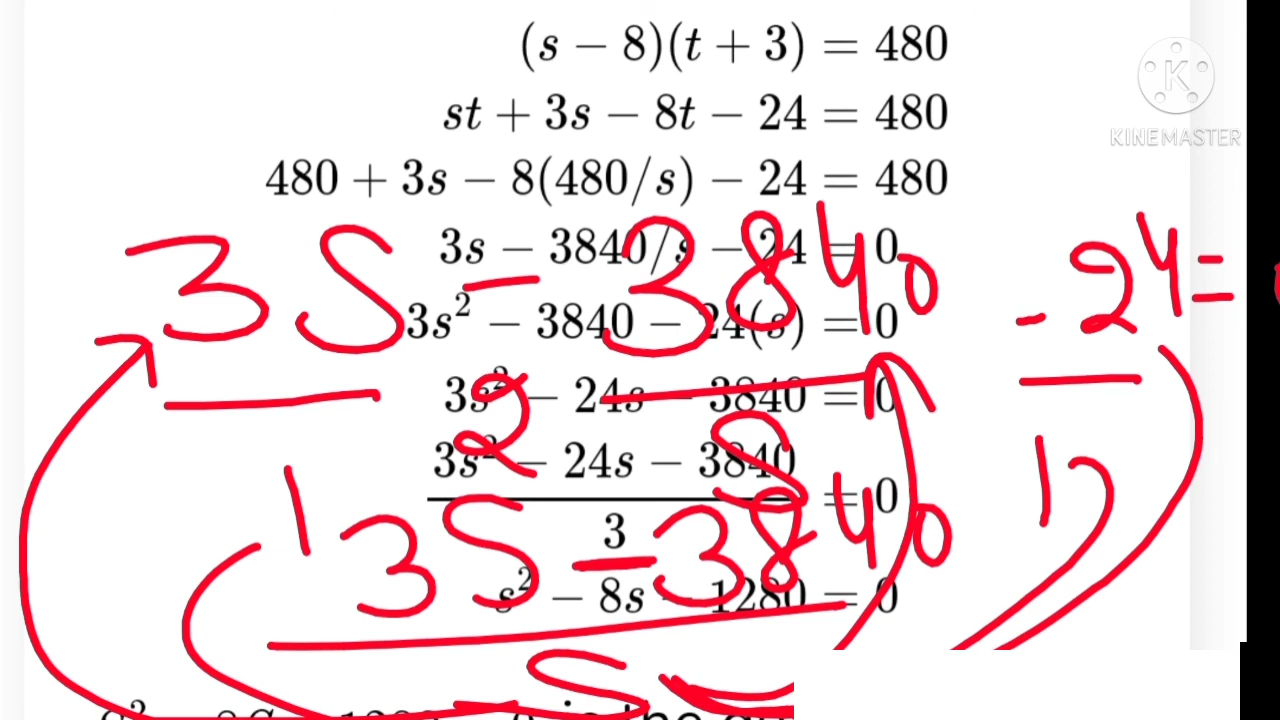 (s − 8)(t + 3) = 480
KINEMASTER
st + 3s − 8t − 24 = 480
480 + 3s − 8(480/s) − 24 = 480
3s − 3840/s − 24 = 0
3S − 3840 - 24 =
3s² − 3840 − 24(s) = 0
3s² − 24s − 3840 = 0
2
3s² − 24s − 3840
3
= 0
3S − 3840
s² − 8s − 1280 = 0